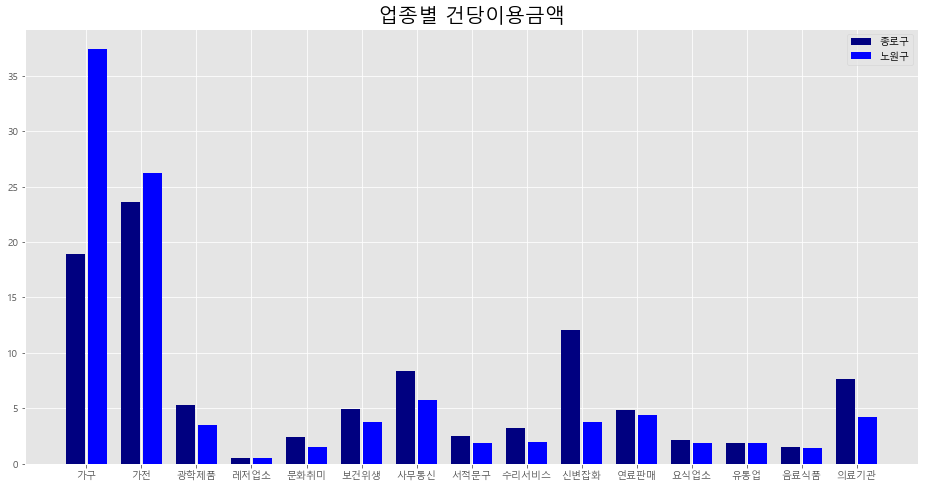 업종별 건당이용금액
종로구
노원구
35
30
25
20
15
10
5
0
가구 가전 광학제품 레저업소 문화취미 보건위생 사무통신 서적문구 수리서비스 신변잡화 연료판매 요식업소 유통업 음료식품 의료기관